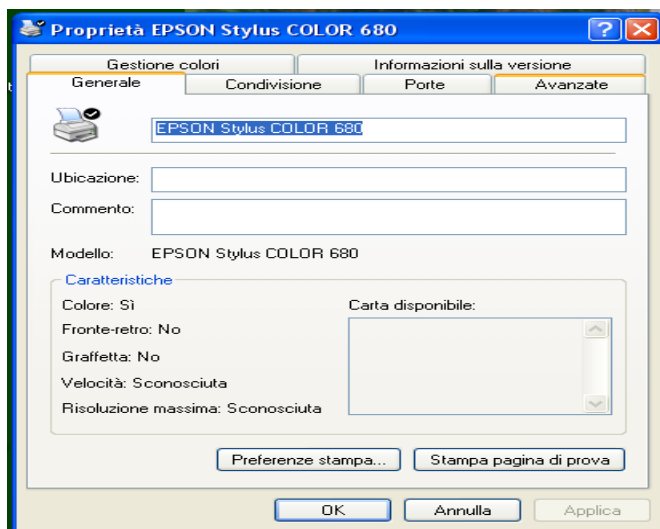 Proprietà EPSON Stylus COLOR 680
Gestione colori
Informazioni sulla versione
Generale
Condivisione
Porte
Avanzate
EPSON Stylus COLOR 680
Ubicazione:
Commento:
Modello: EPSON Stylus COLOR 680
Caratteristiche
Colore: Sì
Carta disponibile:
Fronte-retro: No
Graffetta: No
Velocità: Sconosciuta
Risoluzione massima: Sconosciuta
Preferenze stampa...
Stampa pagina di prova
OK
Annulla
Applica